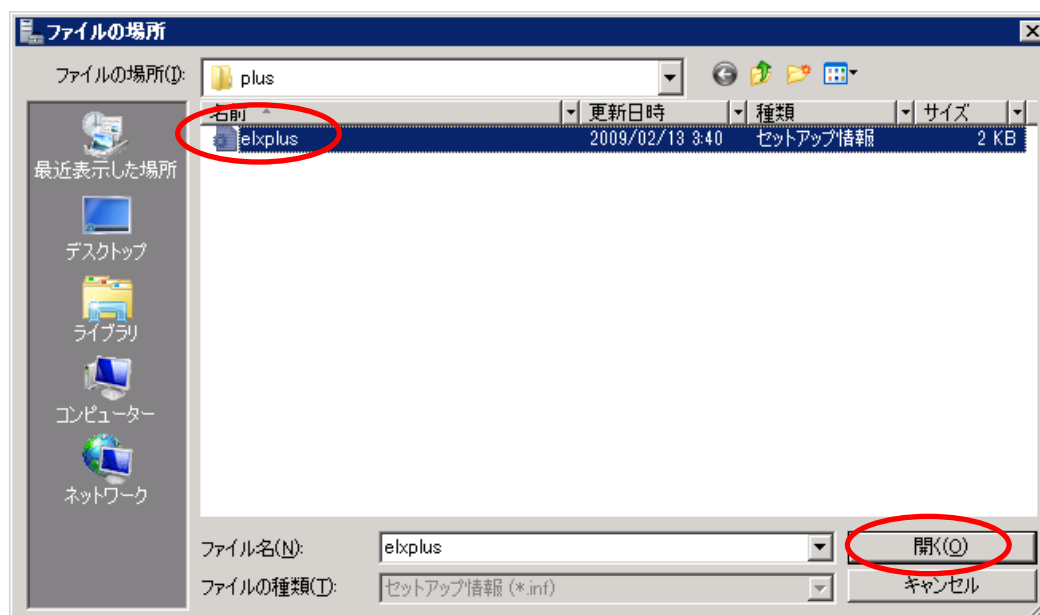 ファイルの場所
ファイルの場所(I):
plus
名前
更新日時
種類
サイズ
elxplus
2009/02/13 3:40
セットアップ情報
2 KB
最近表示した場所
デスクトップ
ライブラリ
コンピューター
ネットワーク
ファイル名(N):
elxplus
開く(O)
ファイルの種類(T):
セットアップ情報 (*.inf)
キャンセル